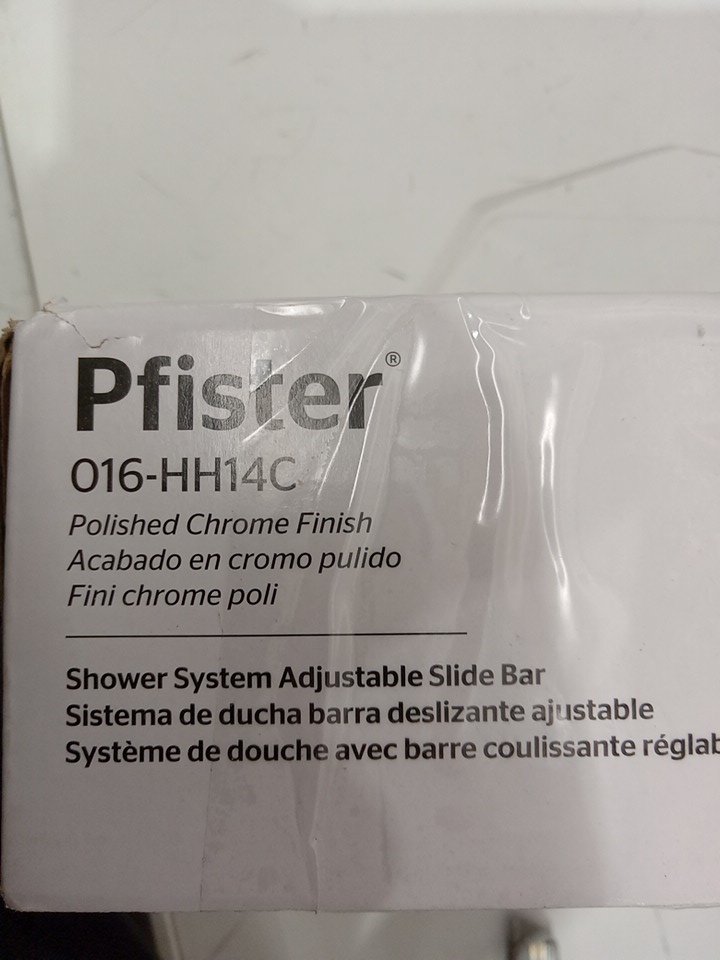 Pfister®
016-HH14C
Polished Chrome Finish
Acabado en cromo pulido
Fini chrome poli
Shower System Adjustable Slide Bar
Sistema de ducha barra deslizante ajustable
Système de douche avec barre coulissante